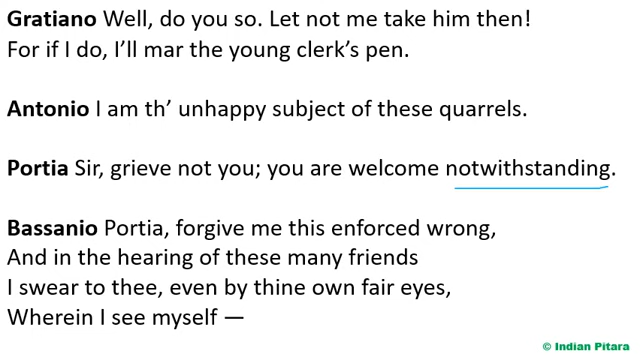 Gratiano Well, do you so. Let not me take him then!
For if I do, I’ll mar the young clerk’s pen.
Antonio I am th’ unhappy subject of these quarrels.
Portia Sir, grieve not you; you are welcome notwithstanding.
Bassanio Portia, forgive me this enforced wrong,
And in the hearing of these many friends
I swear to thee, even by thine own fair eyes,
Wherein I see myself —
© Indian Pitara